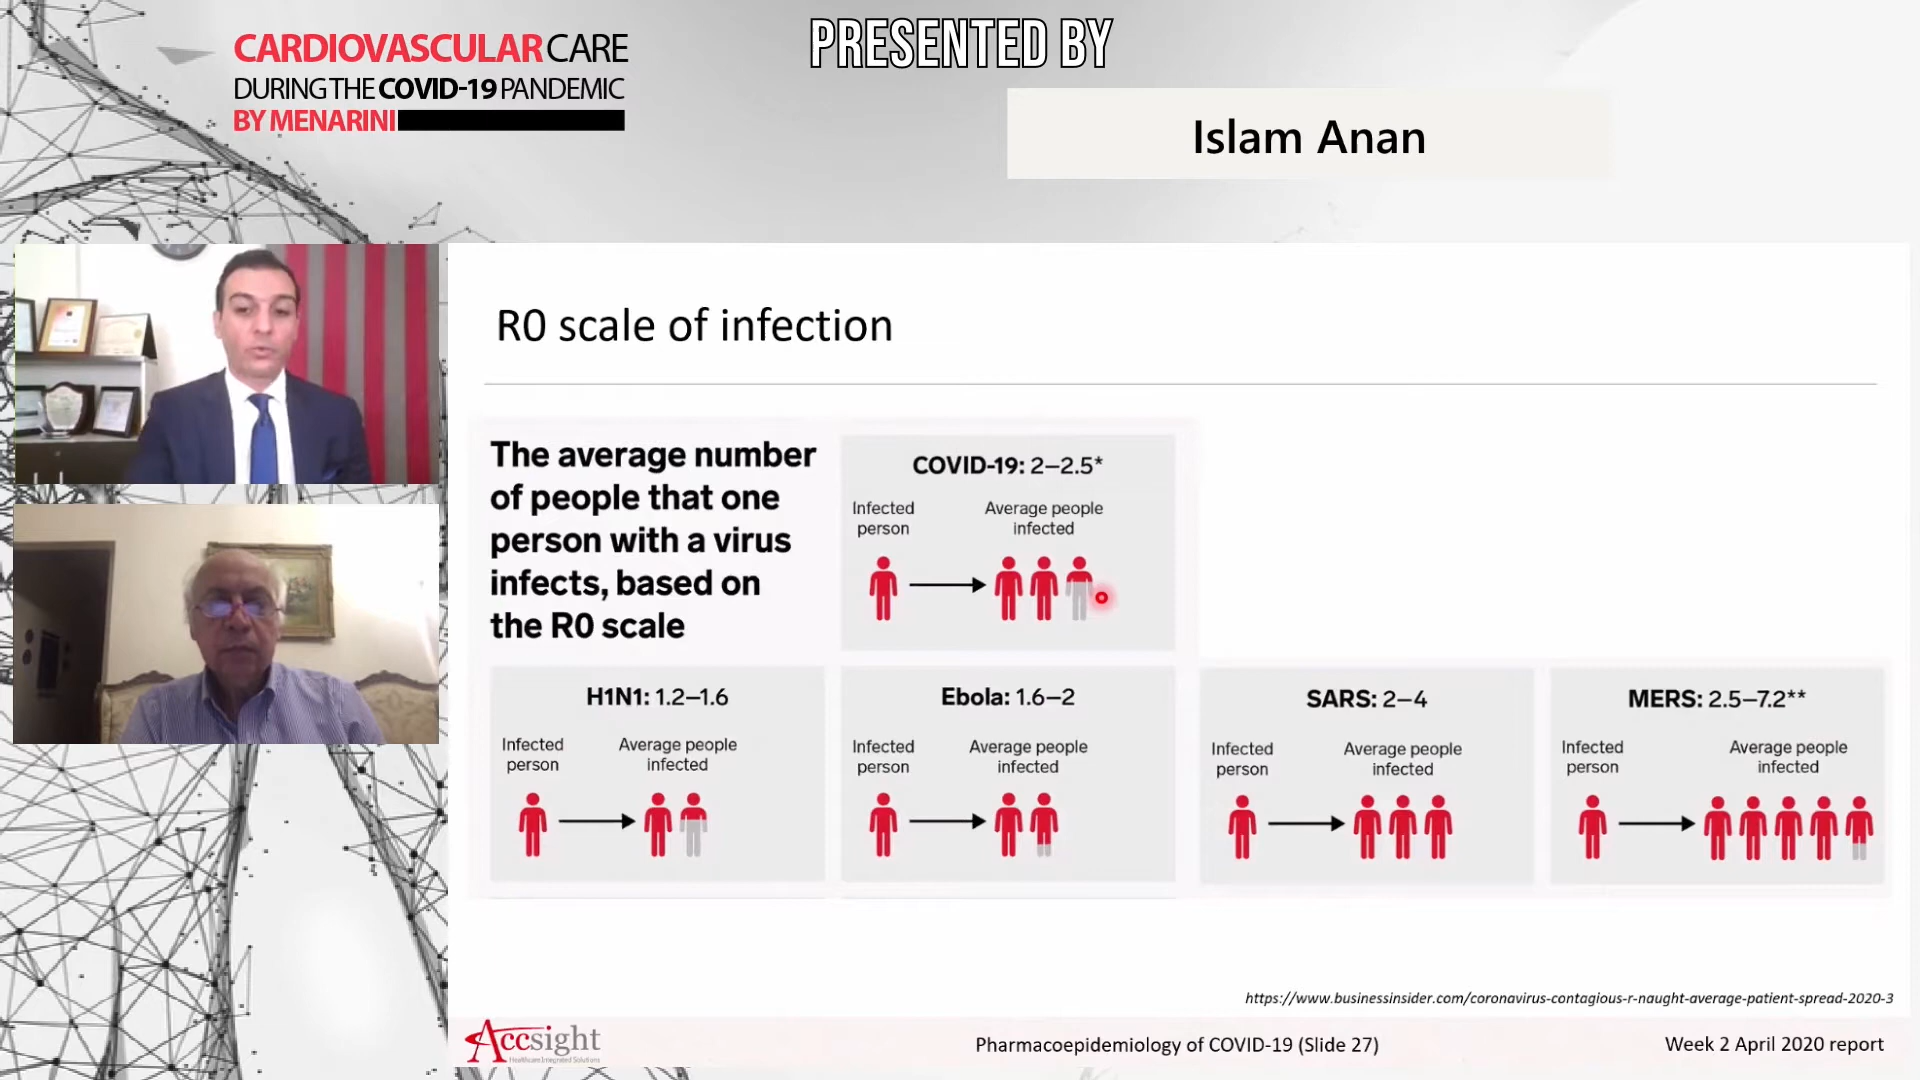 CARDIOVASCULAR CARE
DURING THE COVID-19 PANDEMIC
BY MENARINI
PRESENTED BY
Islam Anan
R0 scale of infection
The average number
of people that one
person with a virus
infects, based on
the R0 scale
COVID-19: 2–2.5*
Infected
person
Average people
infected
H1N1: 1.2–1.6
Infected
person
Average people
infected
Ebola: 1.6–2
Infected
person
Average people
infected
SARS: 2–4
Infected
person
Average people
infected
MERS: 2.5–7.2**
Infected
person
Average people
infected
https://www.businessinsider.com/coronavirus-contagious-r-naught-average-patient-spread-2020-3
Accsight
Healthcare Integrated Solutions
Pharmacoepidemiology of COVID-19 (Slide 27)
Week 2 April 2020 report